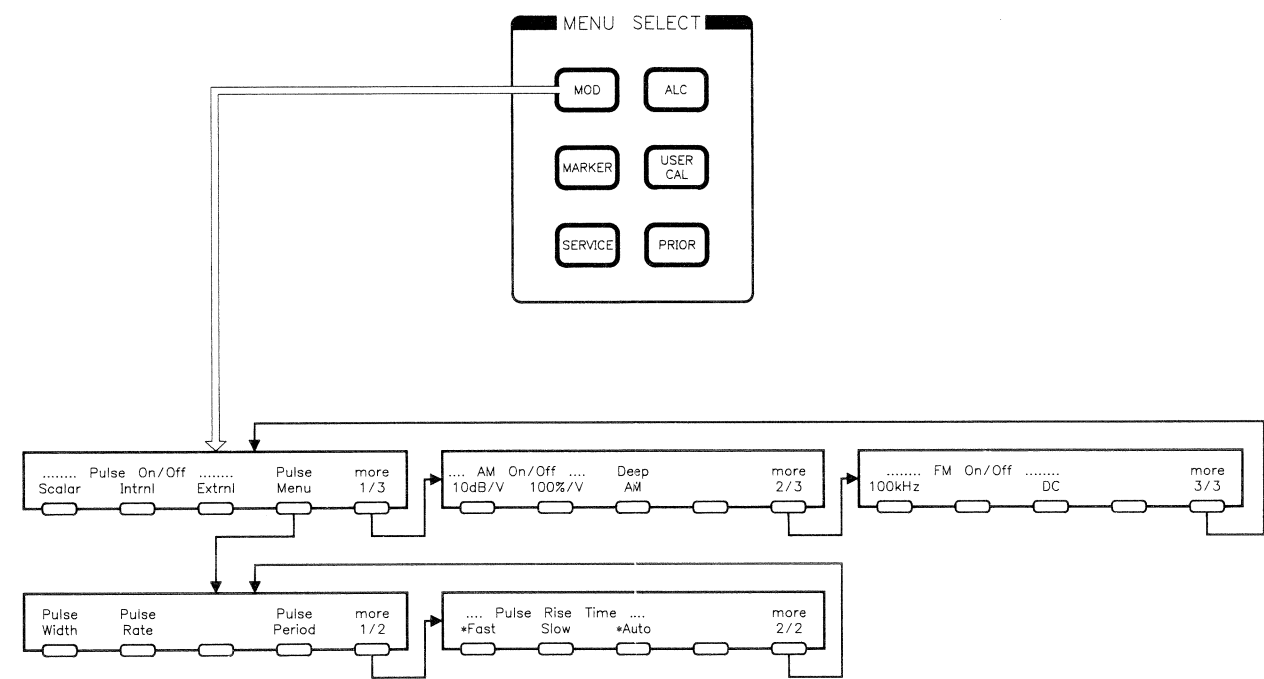 MENU SELECT
MOD
ALC
MARKER
USER
CAL
SERVICE
PRIOR
........ Pulse On/Off ........ Pulse more
Scalar Intrnl Extrnl Menu 1/3
.... AM On/Off .... Deep more
10dB/V 100%/V AM 2/3
........ FM On/Off ........ more
100kHz DC 3/3
Pulse Pulse Pulse more
Width Rate Period 1/2
.... Pulse Rise Time .... more
*Fast Slow *Auto 2/2